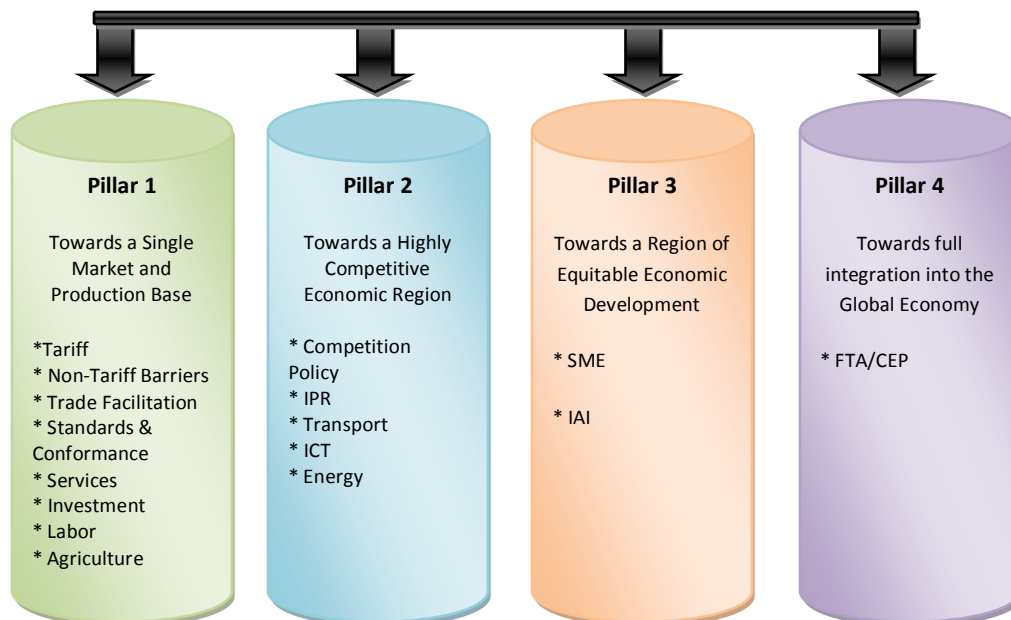 Pillar 1
Towards a Single
Market and
Production Base
*Tariff
* Non-Tariff Barriers
* Trade Facilitation
* Standards &
Conformance
* Services
* Investment
* Labor
* Agriculture
Pillar 2
Towards a Highly
Competitive
Economic Region
* Competition
Policy
* IPR
* Transport
* ICT
* Energy
Pillar 3
Towards a Region of
Equitable Economic
Development
* SME
* IAI
Pillar 4
Towards full
integration into the
Global Economy
* FTA/CEP